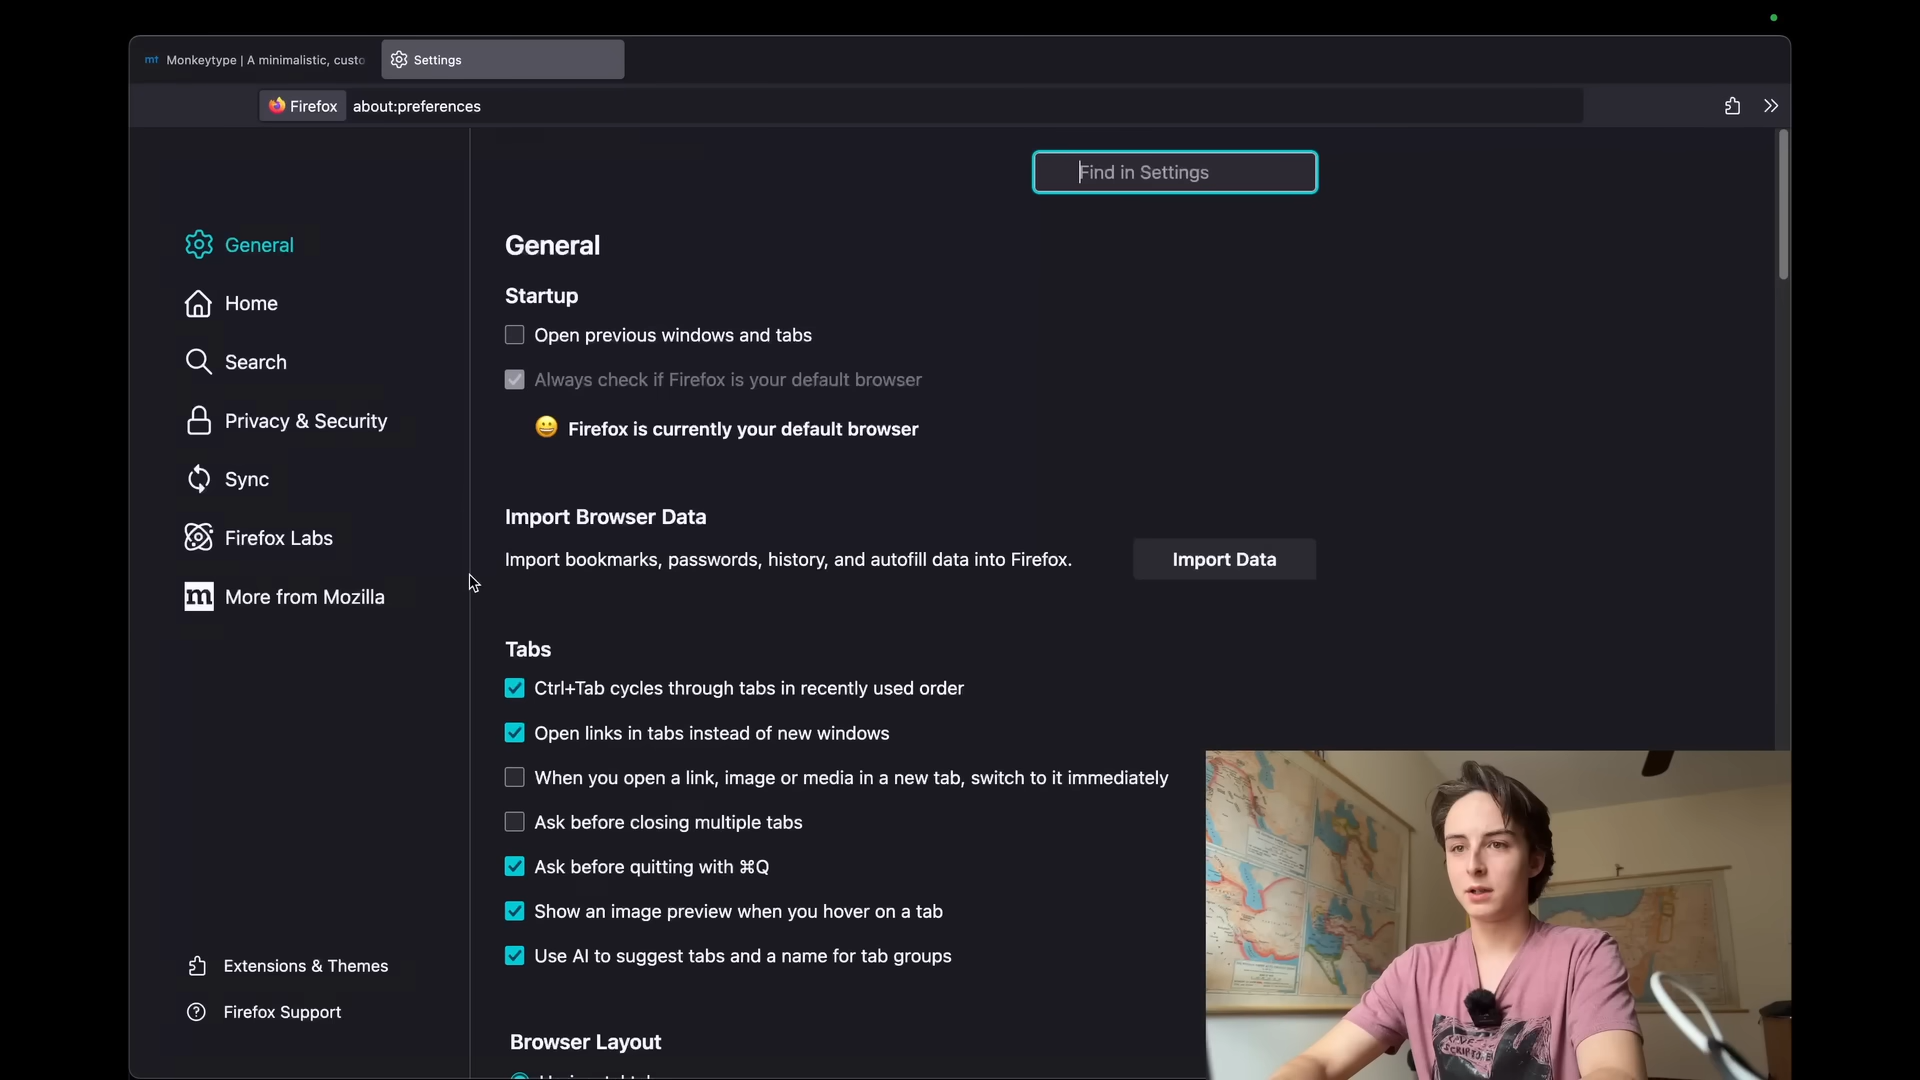 mt Monkeytype | A minimalistic, custo
Settings
Firefox about:preferences
Find in Settings
General
Home
Search
Privacy & Security
Sync
Firefox Labs
m More from Mozilla
Extensions & Themes
Firefox Support
General
Startup
Open previous windows and tabs
Always check if Firefox is your default browser
😀 Firefox is currently your default browser
Import Browser Data
Import bookmarks, passwords, history, and autofill data into Firefox.
Import Data
Tabs
Ctrl+Tab cycles through tabs in recently used order
Open links in tabs instead of new windows
When you open a link, image or media in a new tab, switch to it immediately
Ask before closing multiple tabs
Ask before quitting with ⌘Q
Show an image preview when you hover on a tab
Use AI to suggest tabs and a name for tab groups
Browser Layout